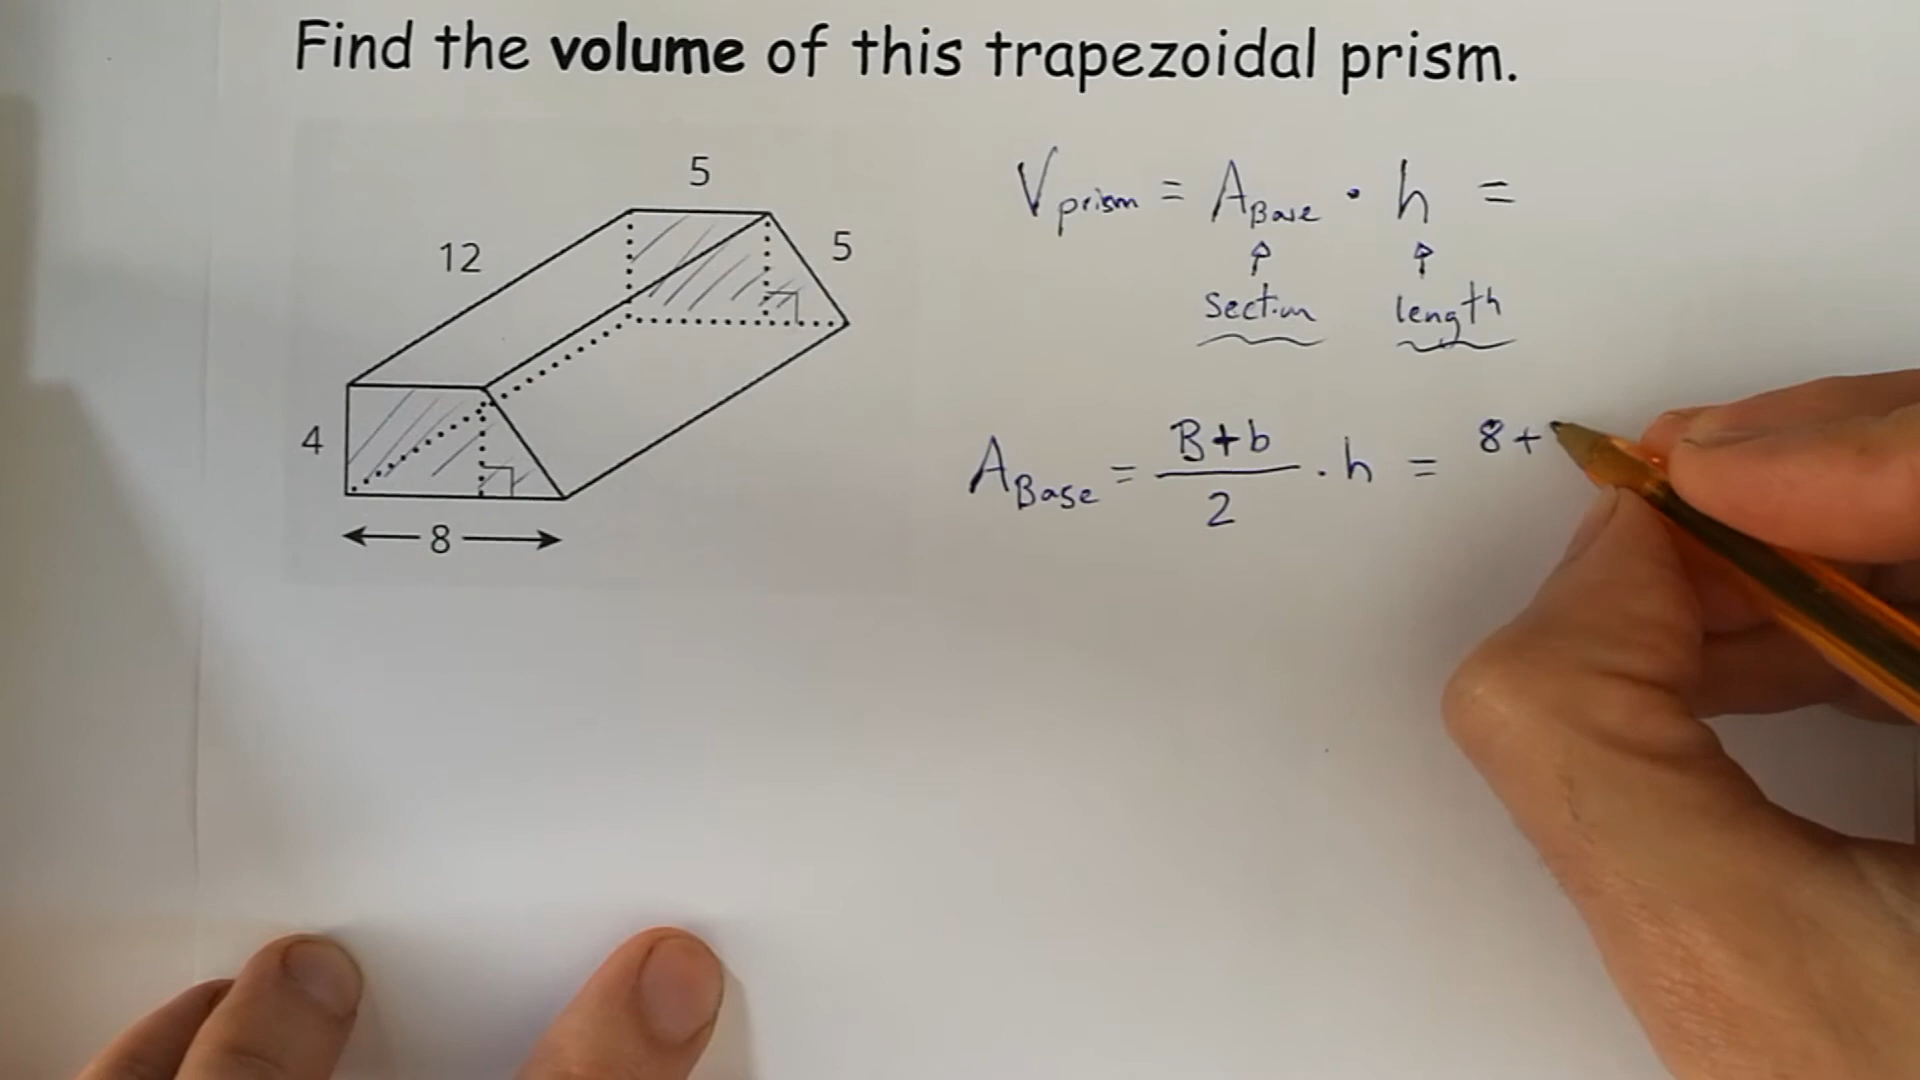 Find the volume of this trapezoidal prism.
5
12
5
4
8
Vprism = ABase · h =
section length
ABase = B+b / 2 · h = 8+